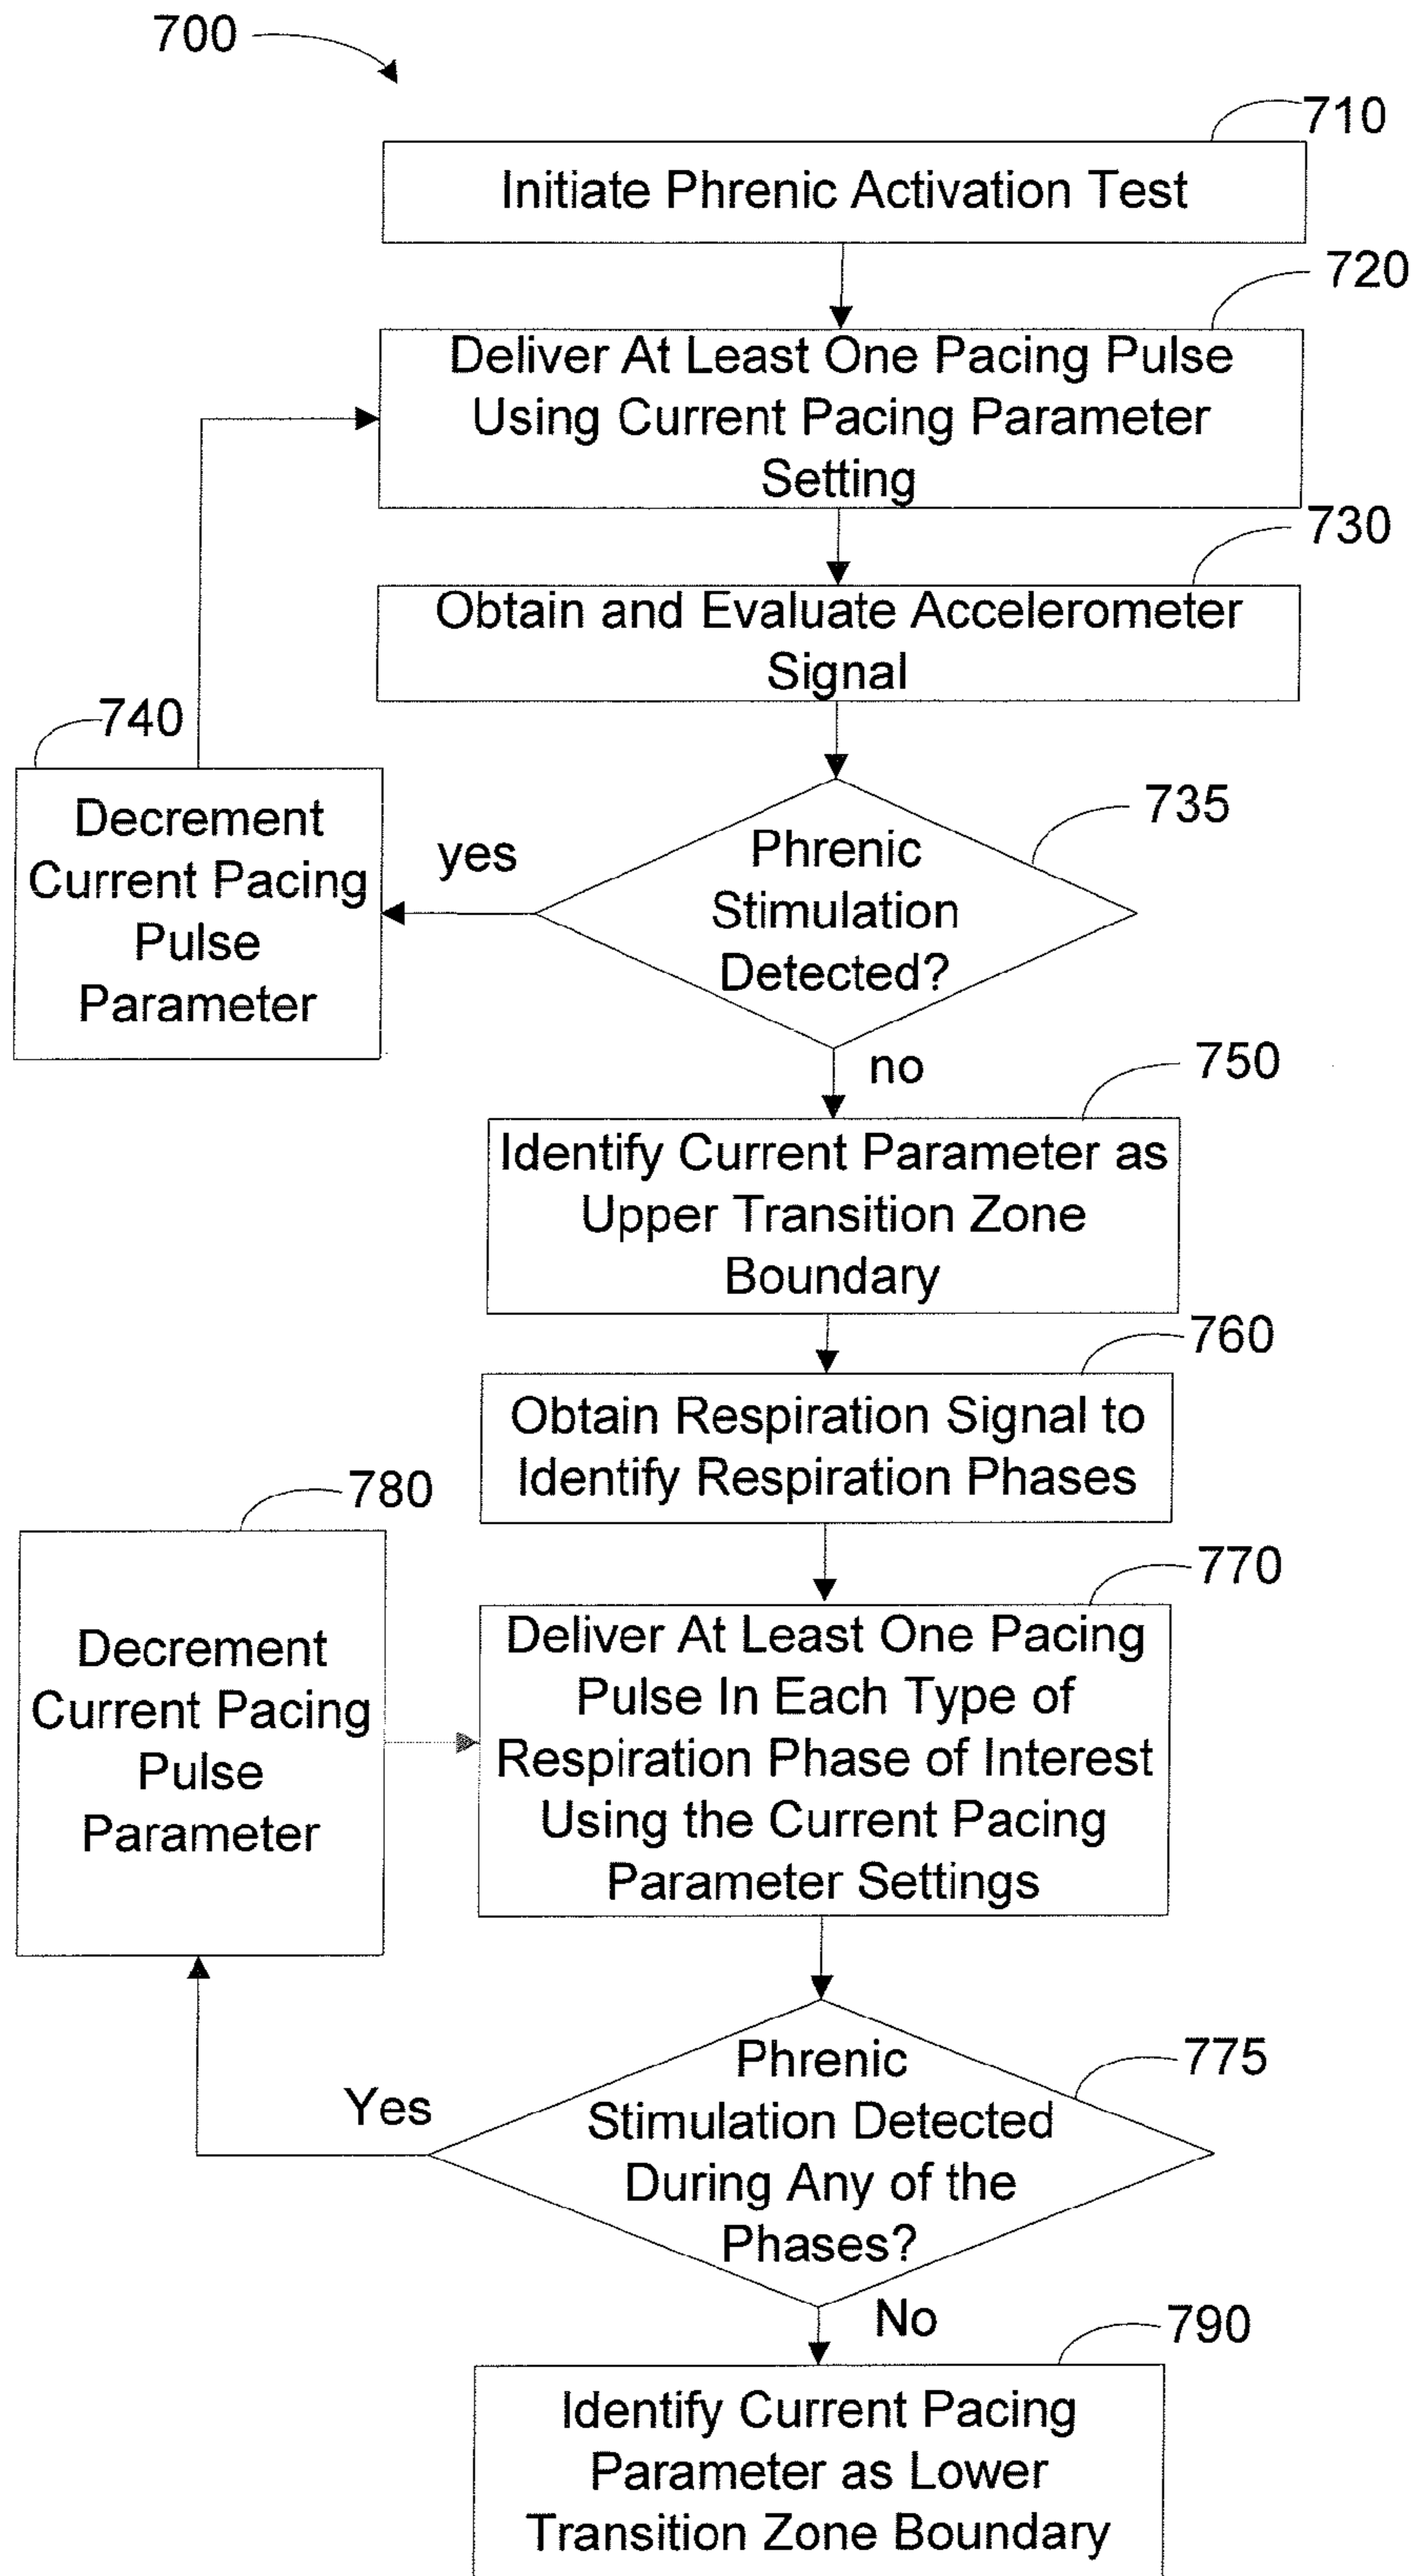 700
710
Initiate Phrenic Activation Test
720
Deliver At Least One Pacing Pulse
Using Current Pacing Parameter
Setting
730
Obtain and Evaluate Accelerometer
Signal
740
Decrement
Current Pacing
Pulse
Parameter
yes
735
Phrenic
Stimulation
Detected?
no
750
Identify Current Parameter as
Upper Transition Zone
Boundary
760
Obtain Respiration Signal to
Identify Respiration Phases
780
Decrement
Current Pacing
Pulse
Parameter
770
Deliver At Least One Pacing
Pulse In Each Type of
Respiration Phase of Interest
Using the Current Pacing
Parameter Settings
775
Phrenic
Stimulation Detected
During Any of the
Phases?
Yes
No
790
Identify Current Pacing
Parameter as Lower
Transition Zone Boundary